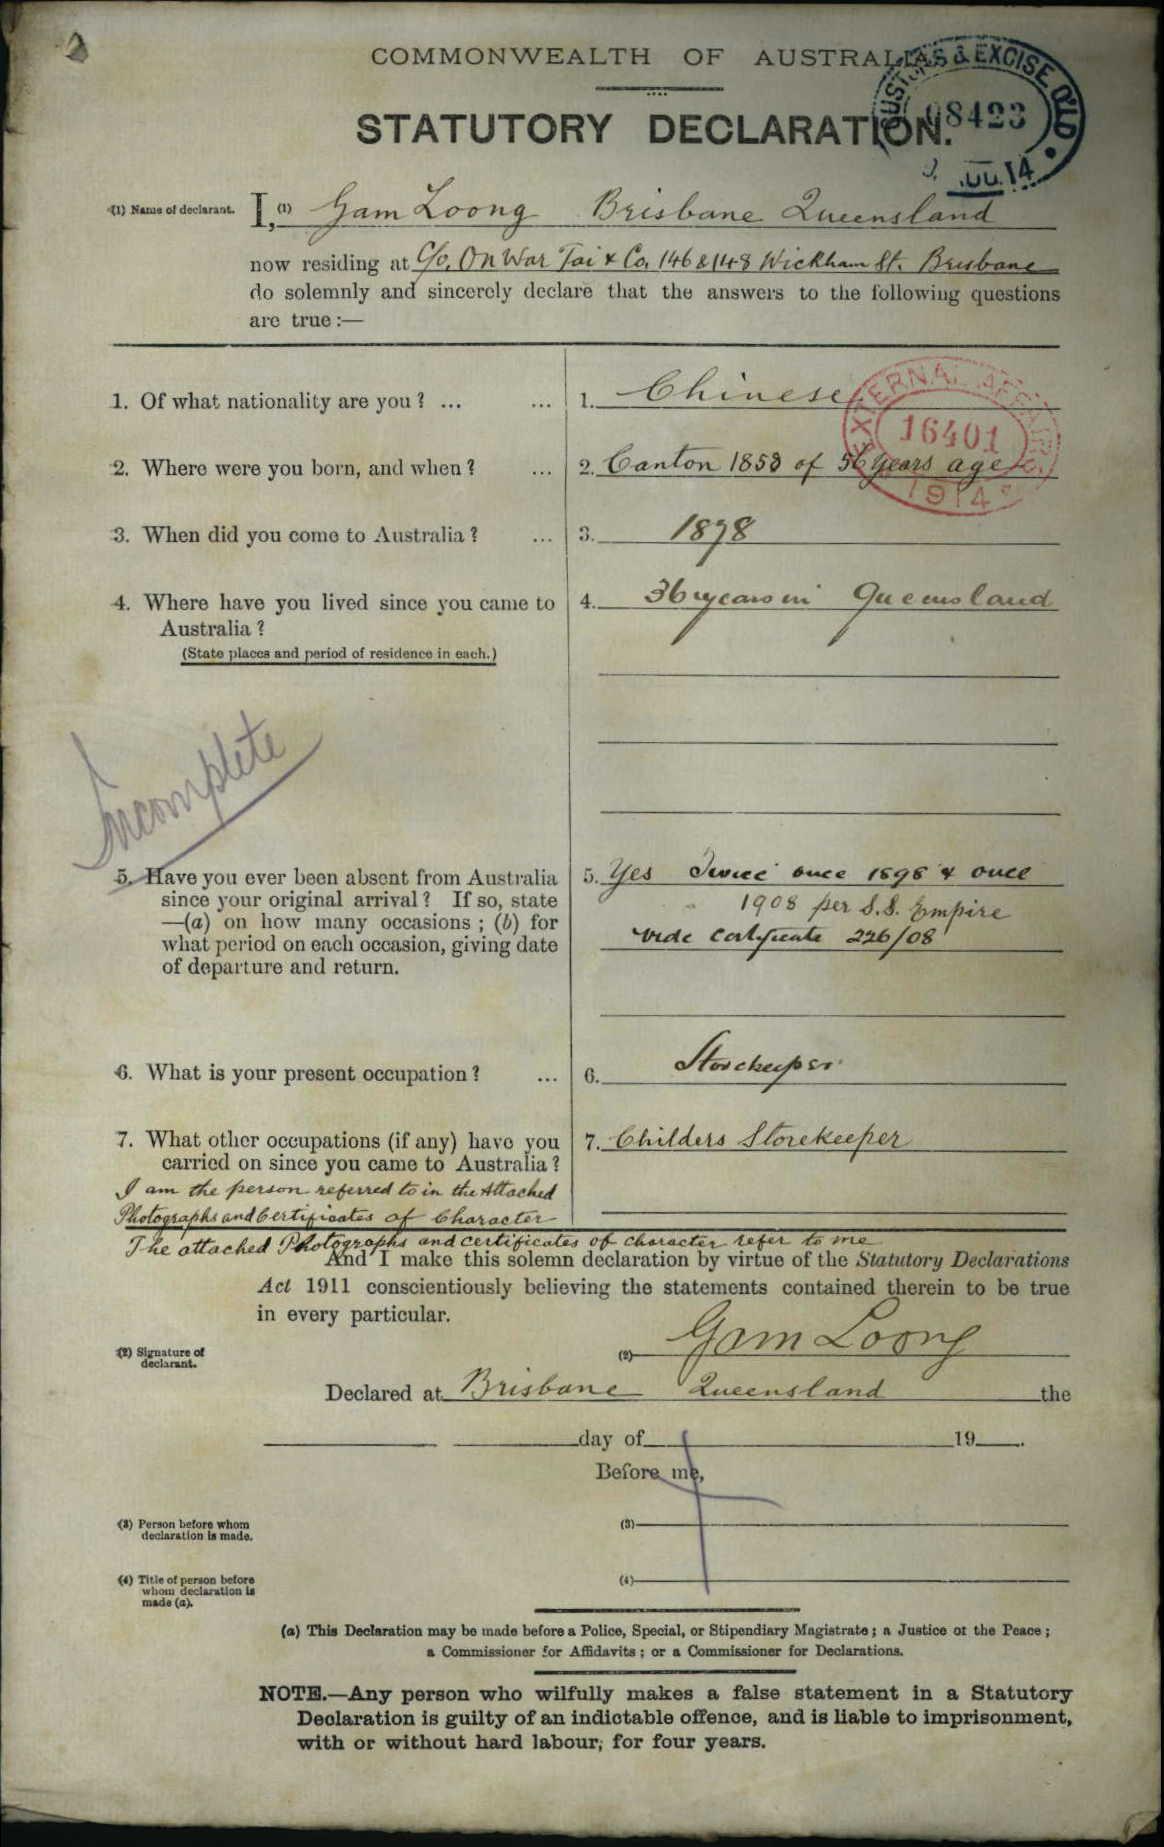 COMMONWEALTH OF AUSTRALIA
STATUTORY DECLARATION.
CUSTOMS & EXCISE QLD
08423
14
(1) Name of declarant. I, (1) Gam Loong Brisbane Queensland
now residing at C/o. On War Tai & Co. 146 & 148 Wickham St. Brisbane
do solemnly and sincerely declare that the answers to the following questions
are true :—
1. Of what nationality are you ? ... ... 1. Chinese
EXTERNAL AFFAIRS
16401
1914
2. Where were you born, and when ? ... 2. Canton 1858 of 56 years age
3. When did you come to Australia ? ... 3. 1878
4. Where have you lived since you came to 4. 36 years in Queensland
Australia ?
(State places and period of residence in each.)
Incomplete
5. Have you ever been absent from Australia 5. Yes Twice once 1898 & once
since your original arrival ? If so, state 1908 per S.S. Empire
—(a) on how many occasions ; (b) for
what period on each occasion, giving date vide Certificate 226/08
of departure and return.
6. What is your present occupation ? ... 6. Storekeeper
7. What other occupations (if any) have you 7. Childers Storekeeper
carried on since you came to Australia ?
I am the person referred to in the Attached
Photographs and Certificates of Character
The attached Photographs and certificates of character refer to me
And I make this solemn declaration by virtue of the Statutory Declarations
Act 1911 conscientiously believing the statements contained therein to be true
in every particular.
(2) Signature of declarant. (2) Gam Loong
Declared at Brisbane Queensland the
day of 19 .
Before me,
(3) Person before whom (3)
declaration is made.
(4) Title of person before (4)
whom declaration is
made (a).
(a) This Declaration may be made before a Police, Special, or Stipendiary Magistrate ; a Justice of the Peace ;
a Commissioner for Affidavits ; or a Commissioner for Declarations.
NOTE.—Any person who wilfully makes a false statement in a Statutory
Declaration is guilty of an indictable offence, and is liable to imprisonment,
with or without hard labour, for four years.